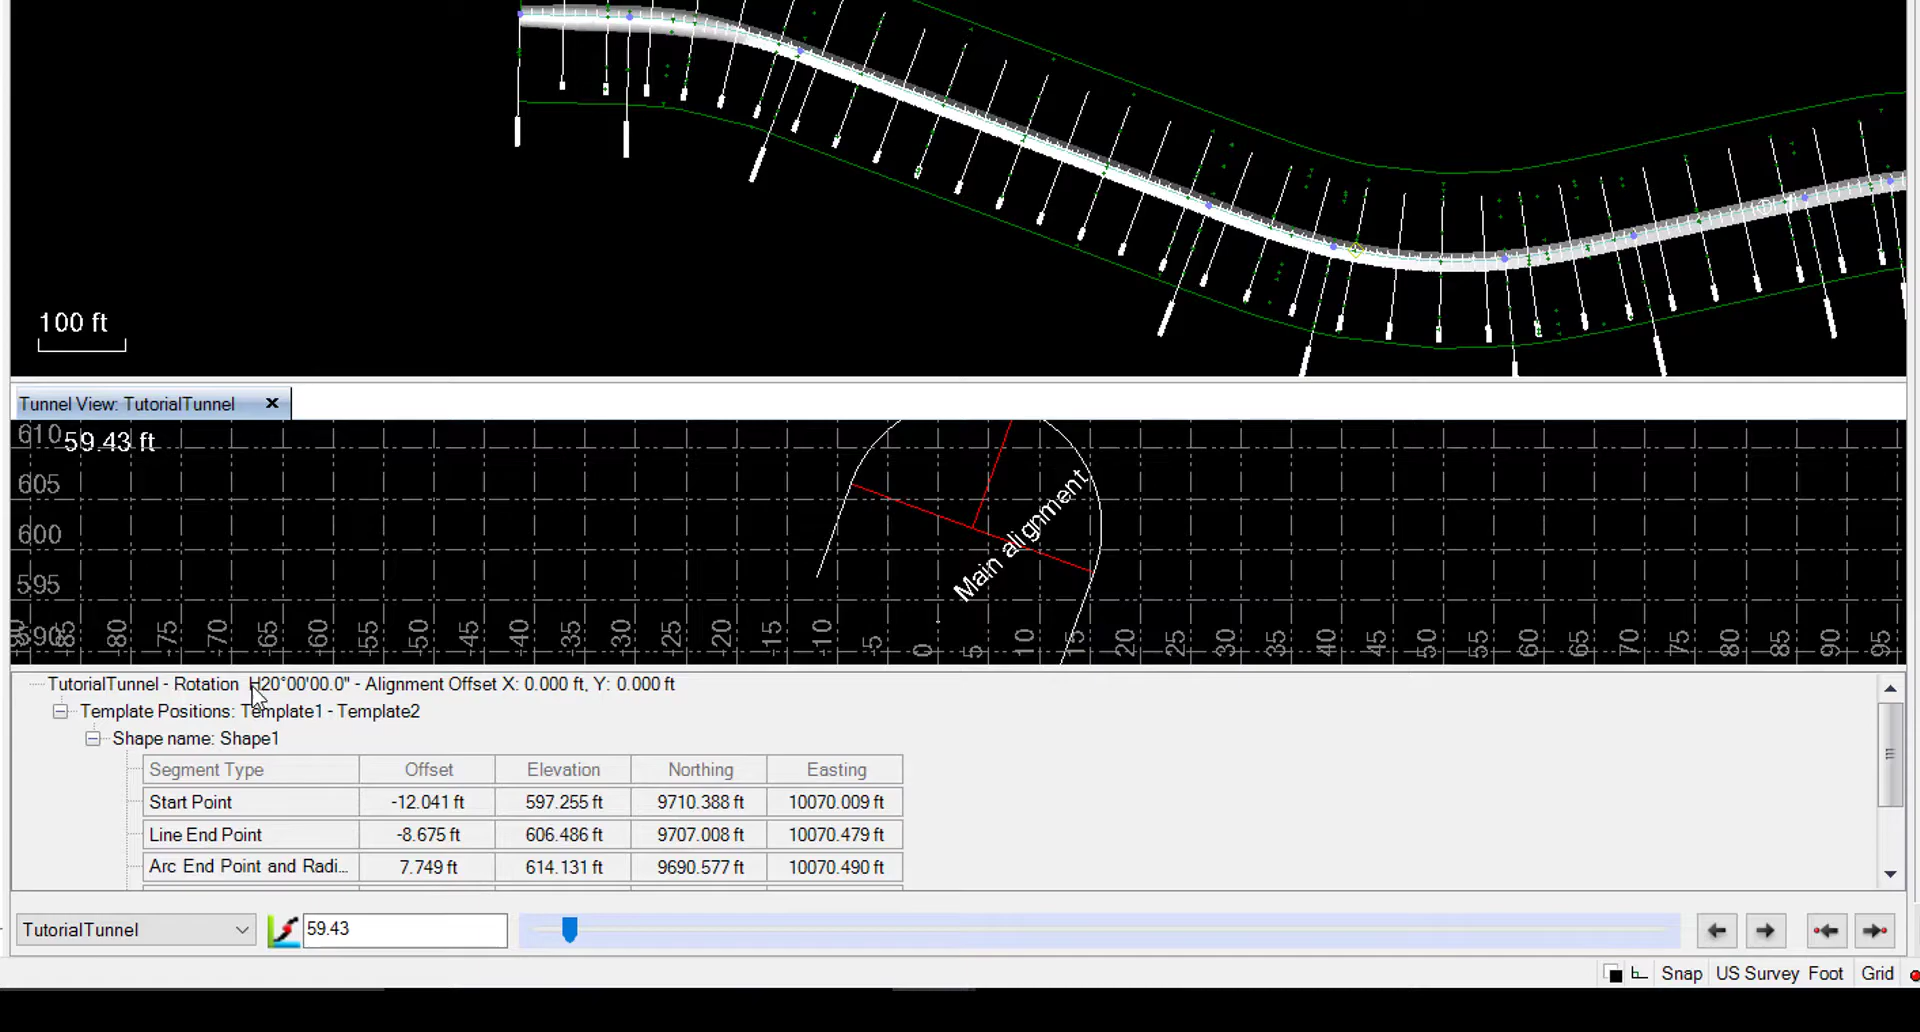 100 ft
Tunnel View: TutorialTunnel ×
610
59.43 ft
605
600
595
590
Main alignment
-85 -80 -75 -70 -65 -60 -55 -50 -45 -40 -35 -30 -25 -20 -15 -10 -5 0 5 10 15 20 25 30 35 40 45 50 55 60 65 70 75 80 85 90 95
TutorialTunnel - Rotation H20°00'00.0" - Alignment Offset X: 0.000 ft, Y: 0.000 ft
Template Positions: Template1 - Template2
Shape name: Shape1
Segment Type Offset Elevation Northing Easting
Start Point -12.041 ft 597.255 ft 9710.388 ft 10070.009 ft
Line End Point -8.675 ft 606.486 ft 9707.008 ft 10070.479 ft
Arc End Point and Radi... 7.749 ft 614.131 ft 9690.577 ft 10070.490 ft
TutorialTunnel 59.43
Snap US Survey Foot Grid